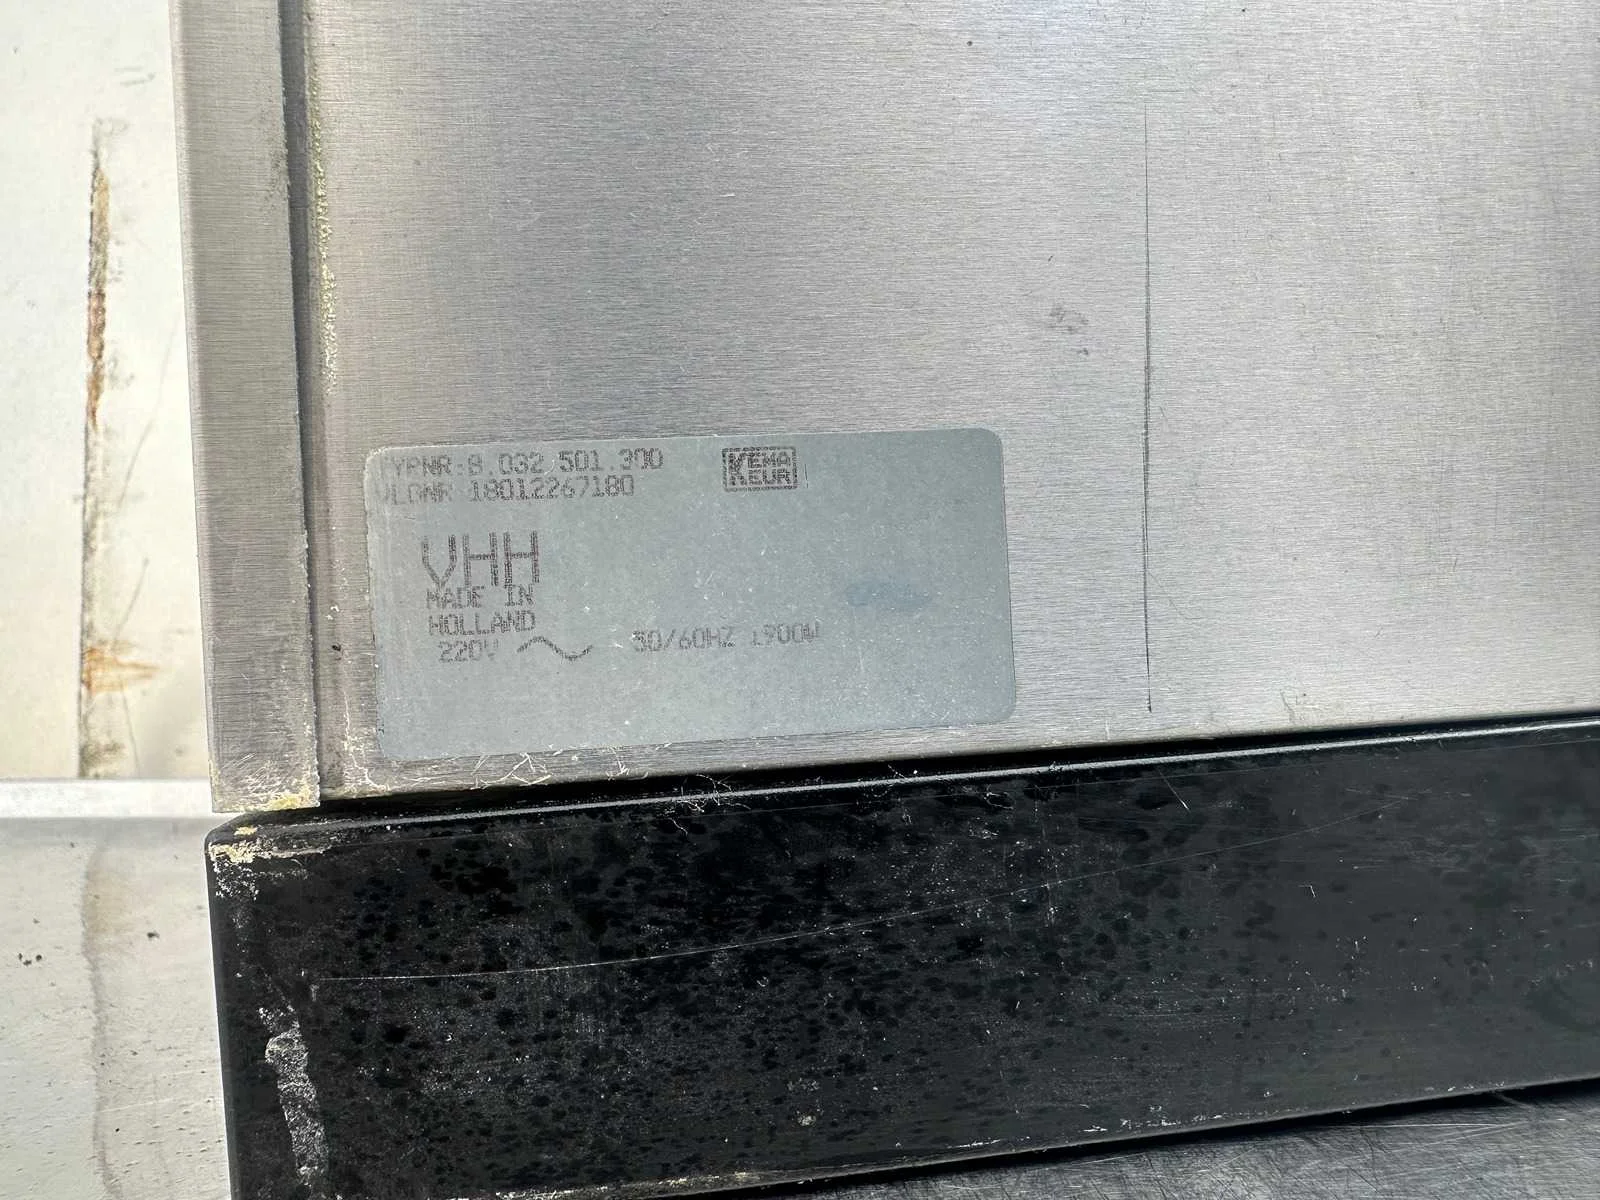 TYPNR:8.032 501.300
VLGNR 18012267180
KEMA
KEUR
VHH
MADE IN
HOLLAND
220V 50/60HZ 1900W